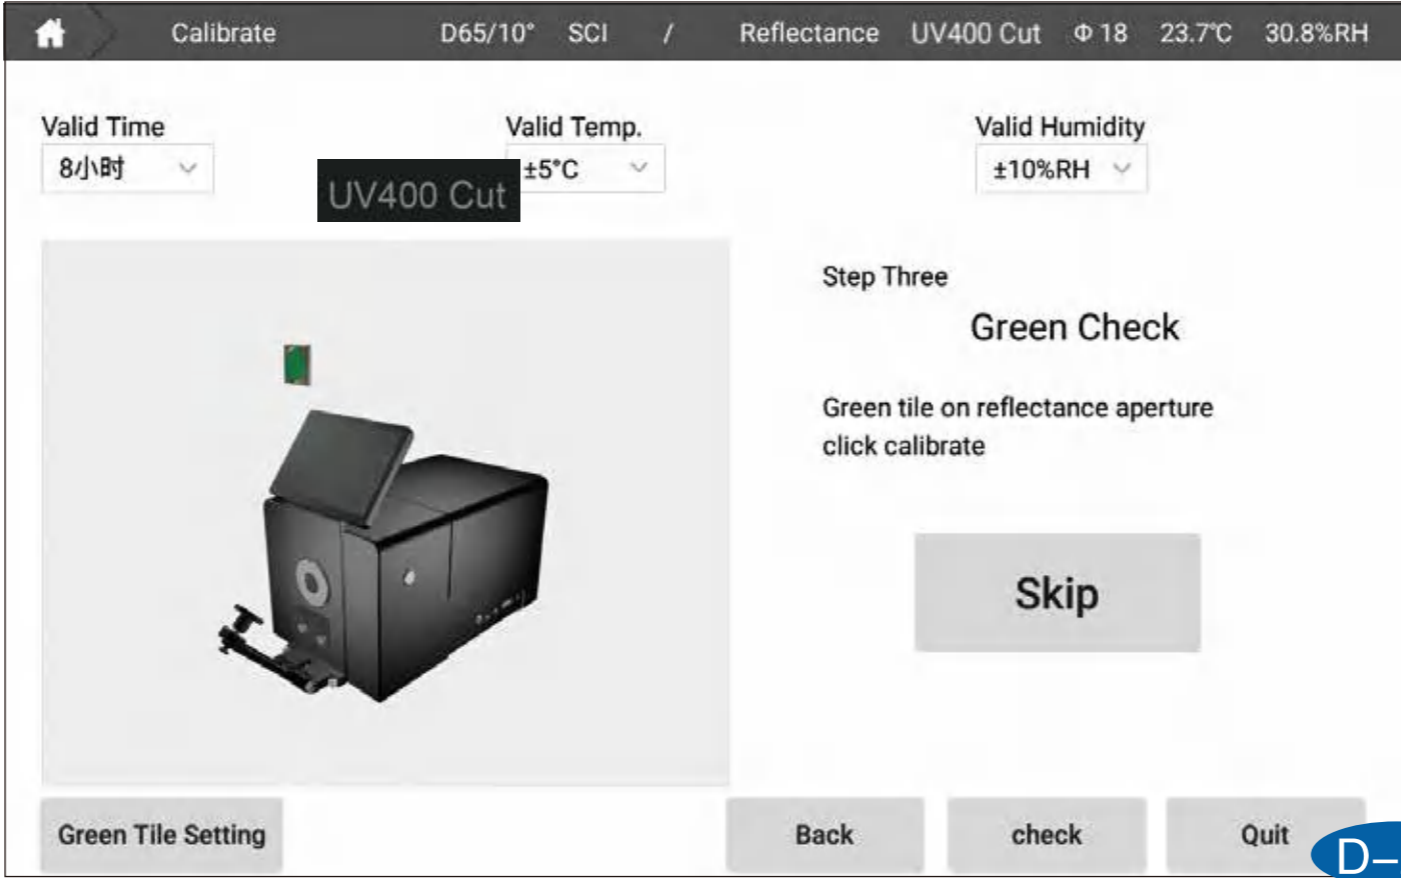 Calibrate D65/10° SCI / Reflectance UV400 Cut Φ 18 23.7℃ 30.8%RH
Valid Time Valid Temp. Valid Humidity
8小时 ±5°C ±10%RH
UV400 Cut
Step Three
Green Check
Green tile on reflectance aperture
click calibrate
Skip
Green Tile Setting Back check Quit
D–